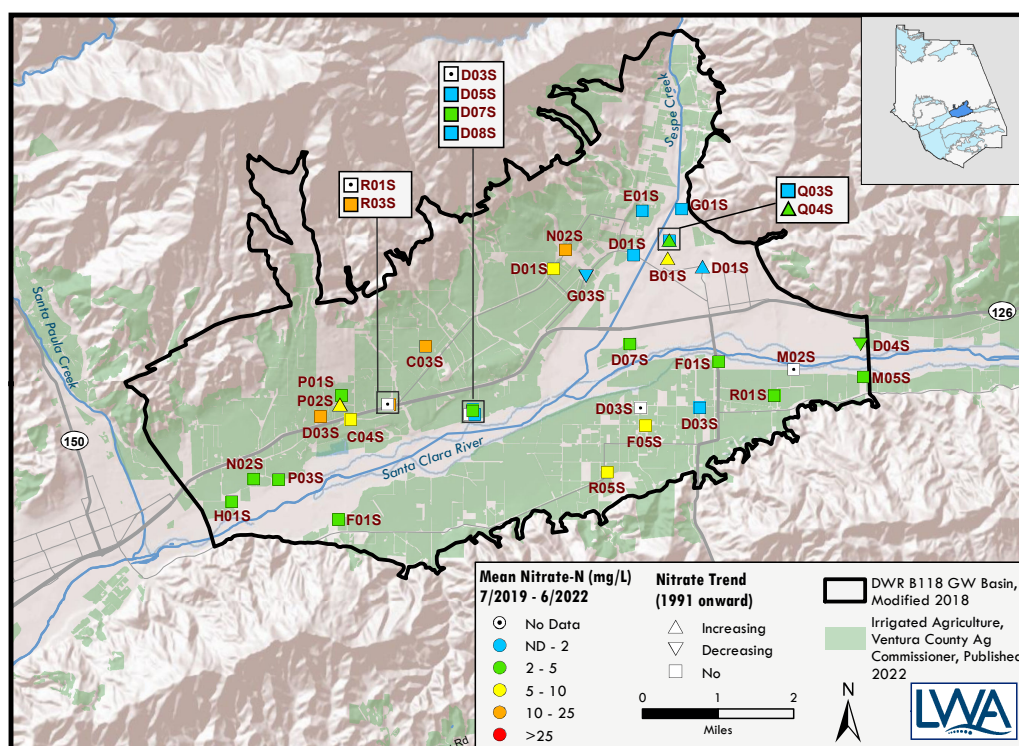 D03S
D05S
D07S
D08S
Sespe Creek
R01S
R03S
Q03S
Q04S
E01S
G01S
N02S
D01S
D01S
B01S
D01S
G03S
Santa Paula Creek
126
C03S
D07S
F01S
M02S
D04S
M05S
P01S
P02S
D03S
C04S
D03S
D03S
R01S
F05S
150
Santa Clara River
N02S
P03S
R05S
H01S
F01S
Mean Nitrate-N (mg/L)
7/2019 - 6/2022
No Data
ND - 2
2 - 5
5 - 10
10 - 25
>25
Nitrate Trend
(1991 onward)
Increasing
Decreasing
No
0 1 2
Miles
DWR B118 GW Basin,
Modified 2018
Irrigated Agriculture,
Ventura County Ag
Commissioner, Published
2022
N
LWA
Rd